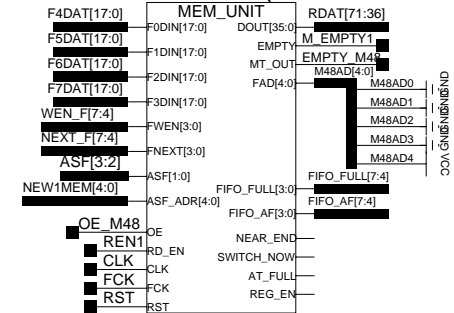 MEM_UNIT
F4DAT[17:0]
F0DIN[17:0]
F5DAT[17:0]
F1DIN[17:0]
F6DAT[17:0]
F2DIN[17:0]
F7DAT[17:0]
F3DIN[17:0]
WEN_F[7:4]
FWEN[3:0]
NEXT_F[7:4]
FNEXT[3:0]
ASF[3:2]
ASF[1:0]
NEW1MEM[4:0]
ASF_ADR[4:0]
OE_M48
OE
REN1
RD_EN
CLK
CLK
FCK
FCK
RST
RST
RDAT[71:36]
DOUT[35:0]
M_EMPTY1
EMPTY
EMPTY_M48
MT_OUT
M48AD[4:0]
FAD[4:0]
M48AD0
M48AD1
M48AD2
M48AD3
M48AD4
GND
VCC
FIFO_FULL[7:4]
FIFO_FULL[3:0]
FIFO_AF[7:4]
FIFO_AF[3:0]
NEAR_END
SWITCH_NOW
AT_FULL
REG_EN